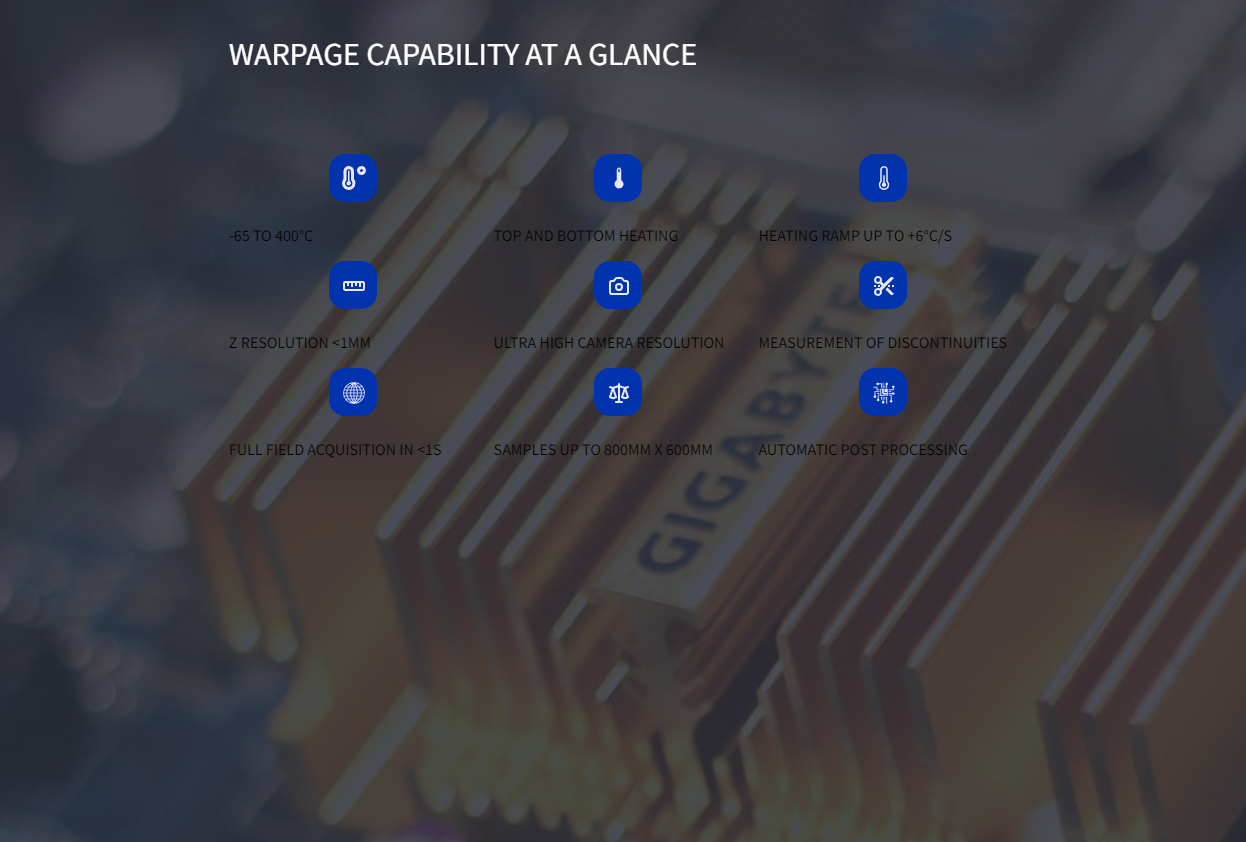 WARPAGE CAPABILITY AT A GLANCE
-65 TO 400°C
TOP AND BOTTOM HEATING
HEATING RAMP UP TO +6°C/S
Z RESOLUTION <1MM
ULTRA HIGH CAMERA RESOLUTION
MEASUREMENT OF DISCONTINUITIES
FULL FIELD ACQUISITION IN <1S
SAMPLES UP TO 800MM X 600MM
AUTOMATIC POST PROCESSING
GIGABYTE